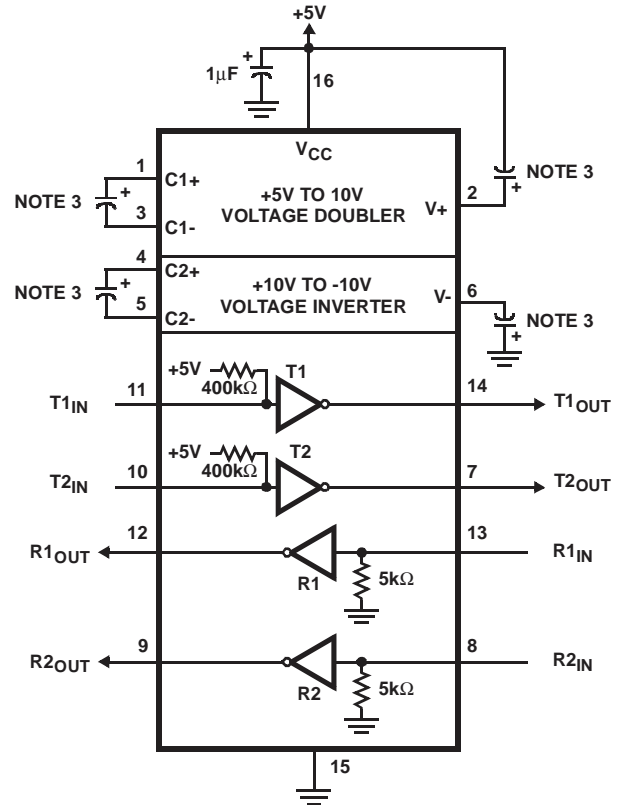 +5V
+
1µF
16
VCC
1
C1+
NOTE 3
+
3
C1-
+5V TO 10V
VOLTAGE DOUBLER
2
V+
NOTE 3
+
4
C2+
NOTE 3
+
5
C2-
+10V TO -10V
VOLTAGE INVERTER
6
V-
NOTE 3
+
+5V
400kΩ
T1
T1IN
11
14
T1OUT
+5V
400kΩ
T2
T2IN
10
7
T2OUT
R1OUT
12
R1
5kΩ
13
R1IN
R2OUT
9
R2
5kΩ
8
R2IN
15